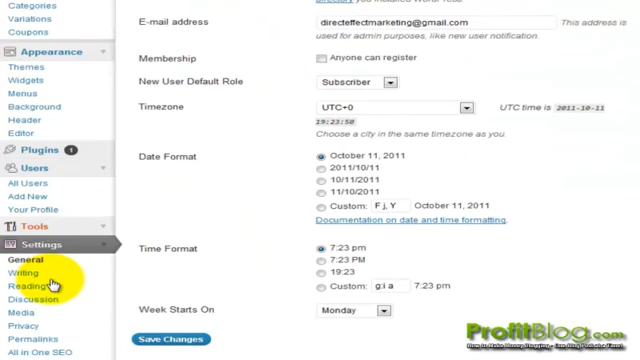 Categories
Variations
Coupons
Appearance
Themes
Widgets
Menus
Background
Header
Editor
Plugins 1
Users
All Users
Add New
Your Profile
Tools
Settings
General
Writing
Reading
Discussion
Media
Privacy
Permalinks
All in One SEO
E-mail address
directeffectmarketing@gmail.com
This address is
used for admin purposes, like new user notification.
Membership
Anyone can register
New User Default Role
Subscriber
Timezone
UTC+0
UTC time is 2011-10-11
19:23:50
Choose a city in the same timezone as you.
Date Format
October 11, 2011
2011/10/11
10/11/2011
11/10/2011
Custom: F j, Y October 11, 2011
Documentation on date and time formatting.
Time Format
7:23 pm
7:23 PM
19:23
Custom: g:i a 7:23 pm
Week Starts On
Monday
Save Changes
ProfitBlog.com